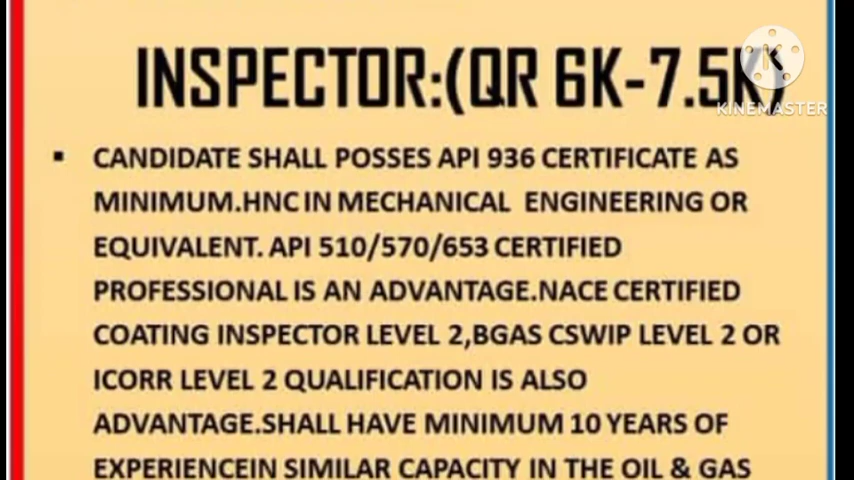 INSPECTOR:(QR 6K-7.5K)
KINEMASTER
▪ CANDIDATE SHALL POSSES API 936 CERTIFICATE AS
MINIMUM.HNC IN MECHANICAL ENGINEERING OR
EQUIVALENT. API 510/570/653 CERTIFIED
PROFESSIONAL IS AN ADVANTAGE.NACE CERTIFIED
COATING INSPECTOR LEVEL 2,BGAS CSWIP LEVEL 2 OR
ICORR LEVEL 2 QUALIFICATION IS ALSO
ADVANTAGE.SHALL HAVE MINIMUM 10 YEARS OF
EXPERIENCEIN SIMILAR CAPACITY IN THE OIL & GAS